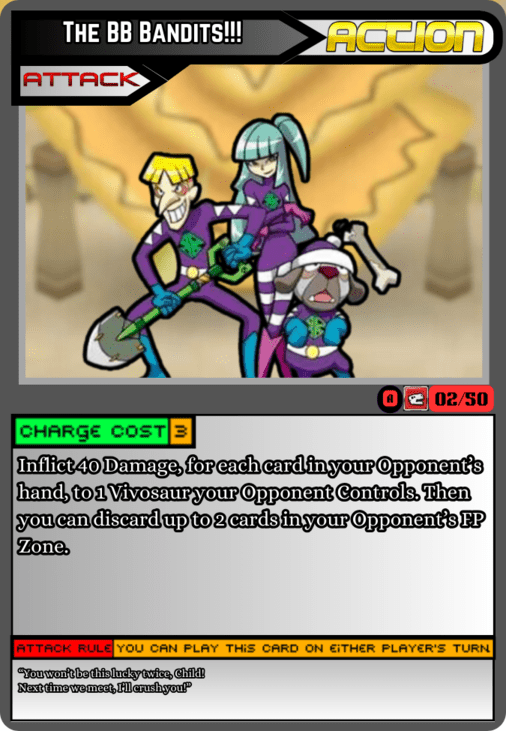 The BB Bandits!!!
ACTION
ATTACK
A
02/50
CHARGE COST 3
Inflict 40 Damage, for each card in your Opponent's
hand, to 1 Vivosaur your Opponent Controls. Then
you can discard up to 2 cards in your Opponent's FP
Zone.
ATTACK RULE YOU CAN PLAY THIS CARD ON EITHER PLAYER'S TURN.
"You won't be this lucky twice, Child!
Next time we meet, I'll crush you!"